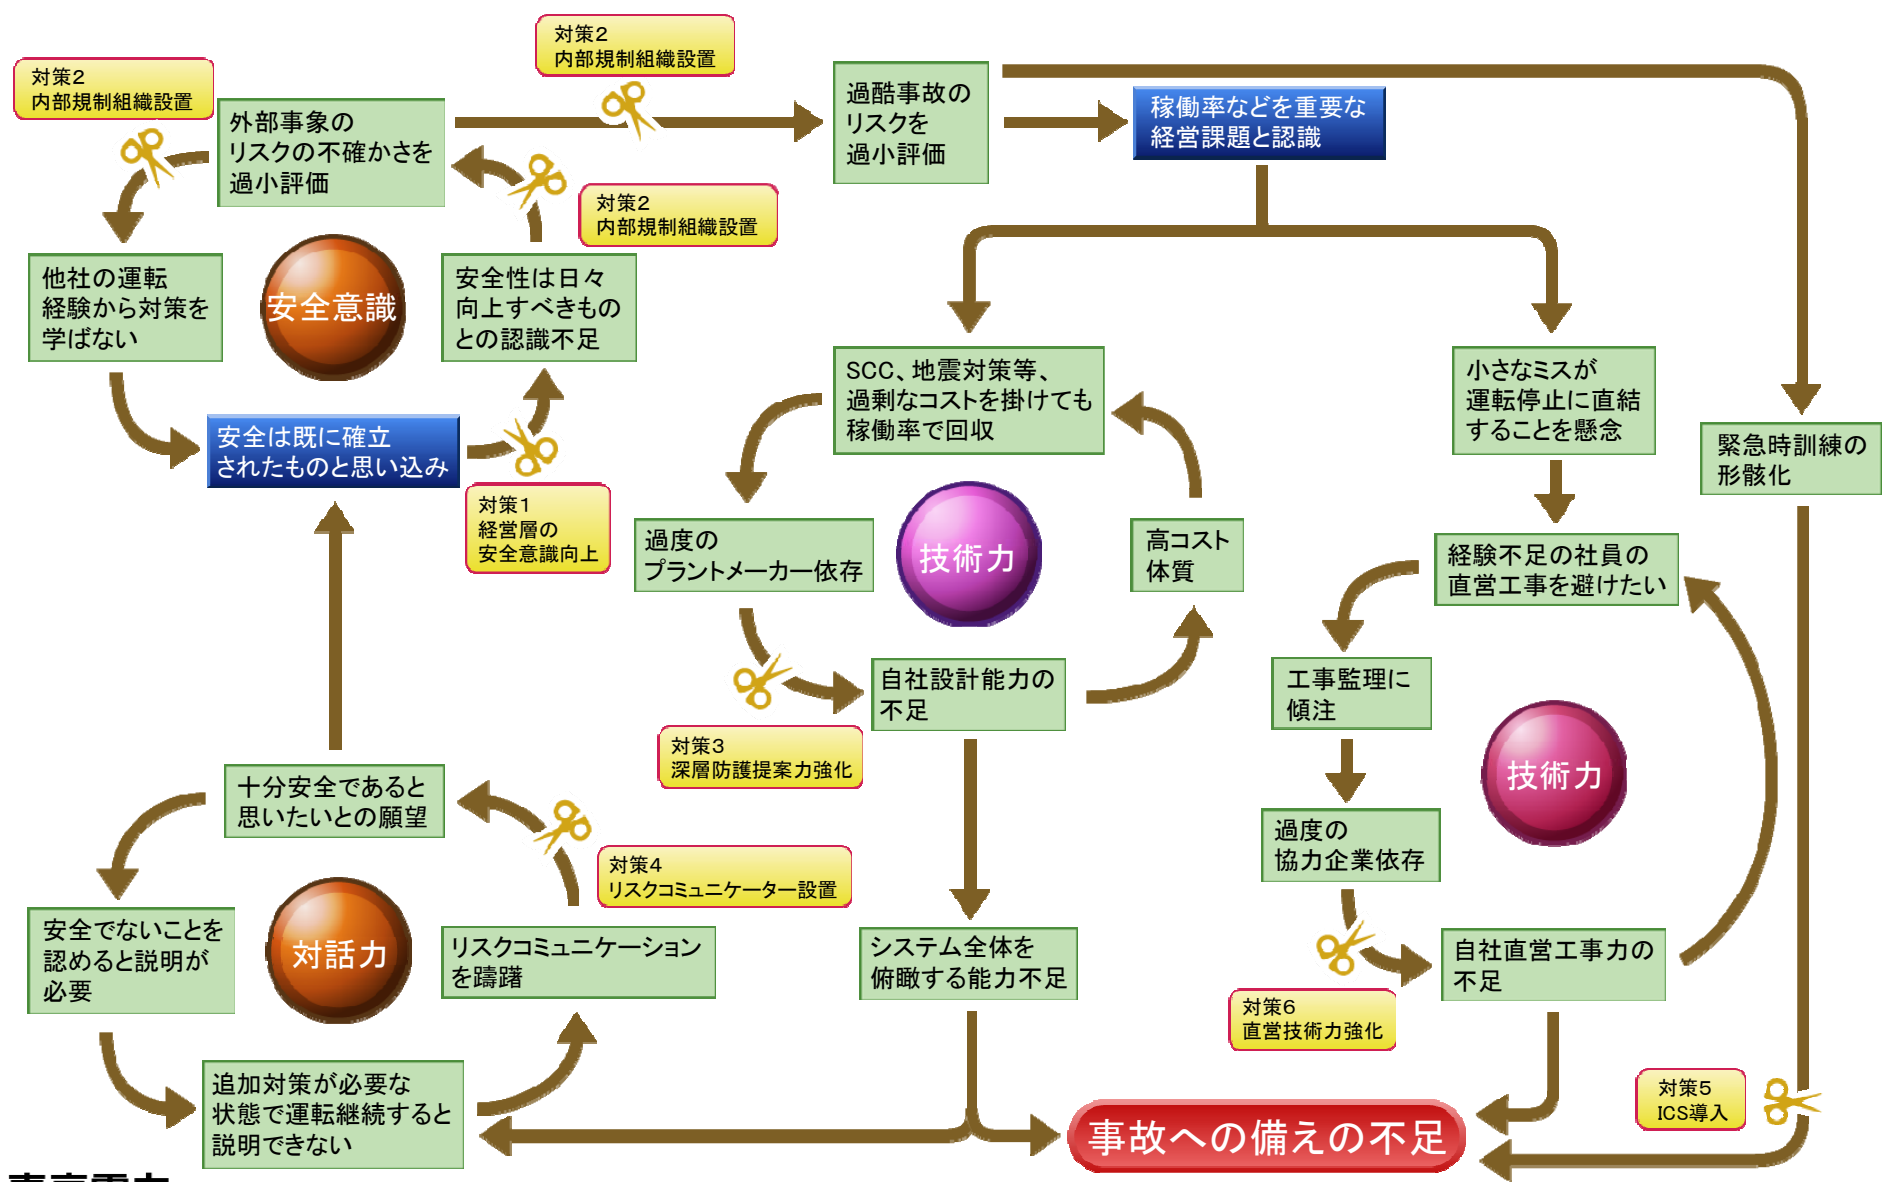 対策2
内部規制組織設置
対策2
内部規制組織設置
外部事象の
リスクの不確かさを
過小評価
過酷事故の
リスクを
過小評価
稼働率などを重要な
経営課題と認識
対策2
内部規制組織設置
他社の運転
経験から対策を
学ばない
安全意識
安全性は日々
向上すべきもの
との認識不足
安全は既に確立
されたものと思い込み
対策1
経営層の
安全意識向上
SCC、地震対策等、
過剰なコストを掛けても
稼働率で回収
小さなミスが
運転停止に直結
することを懸念
緊急時訓練の
形骸化
過度の
プラントメーカー依存
技術力
高コスト
体質
経験不足の社員の
直営工事を避けたい
自社設計能力の
不足
工事監理に
傾注
対策3
深層防護提案力強化
技術力
十分安全であると
思いたいとの願望
過度の
協力企業依存
対策4
リスクコミュニケーター設置
安全でないことを
認めると説明が
必要
対話力
リスクコミュニケーション
を躊躇
システム全体を
俯瞰する能力不足
自社直営工事力の
不足
対策6
直営技術力強化
追加対策が必要な
状態で運転継続すると
説明できない
事故への備えの不足
対策5
ICS導入